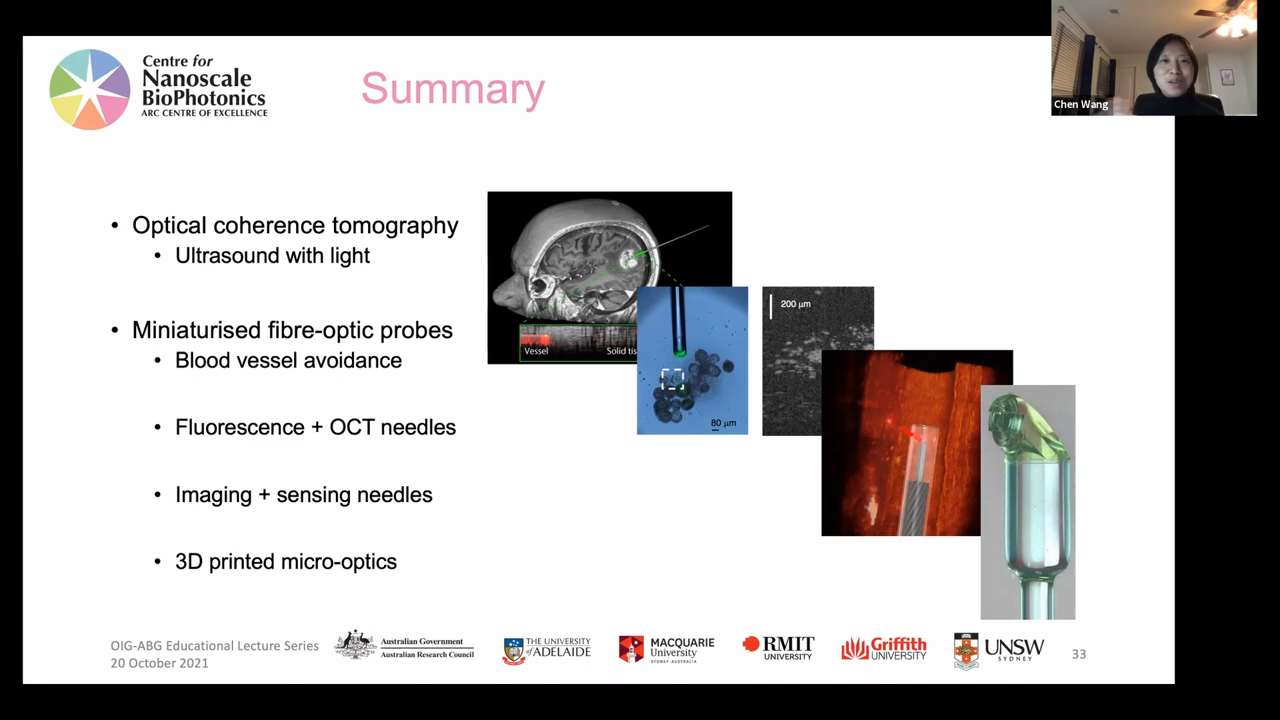 Centre for
Nanoscale
BioPhotonics
ARC CENTRE OF EXCELLENCE
Summary
Chen Wang
• Optical coherence tomography
• Ultrasound with light
• Miniaturised fibre-optic probes
• Blood vessel avoidance
• Fluorescence + OCT needles
• Imaging + sensing needles
• 3D printed micro-optics
Vessel
Solid
80 µm
200 µm
OIG-ABG Educational Lecture Series
20 October 2021
Australian Government
Australian Research Council
THE UNIVERSITY
of ADELAIDE
MACQUARIE
University
SYDNEY·AUSTRALIA
RMIT
UNIVERSITY
Griffith
UNIVERSITY
UNSW
SYDNEY
33